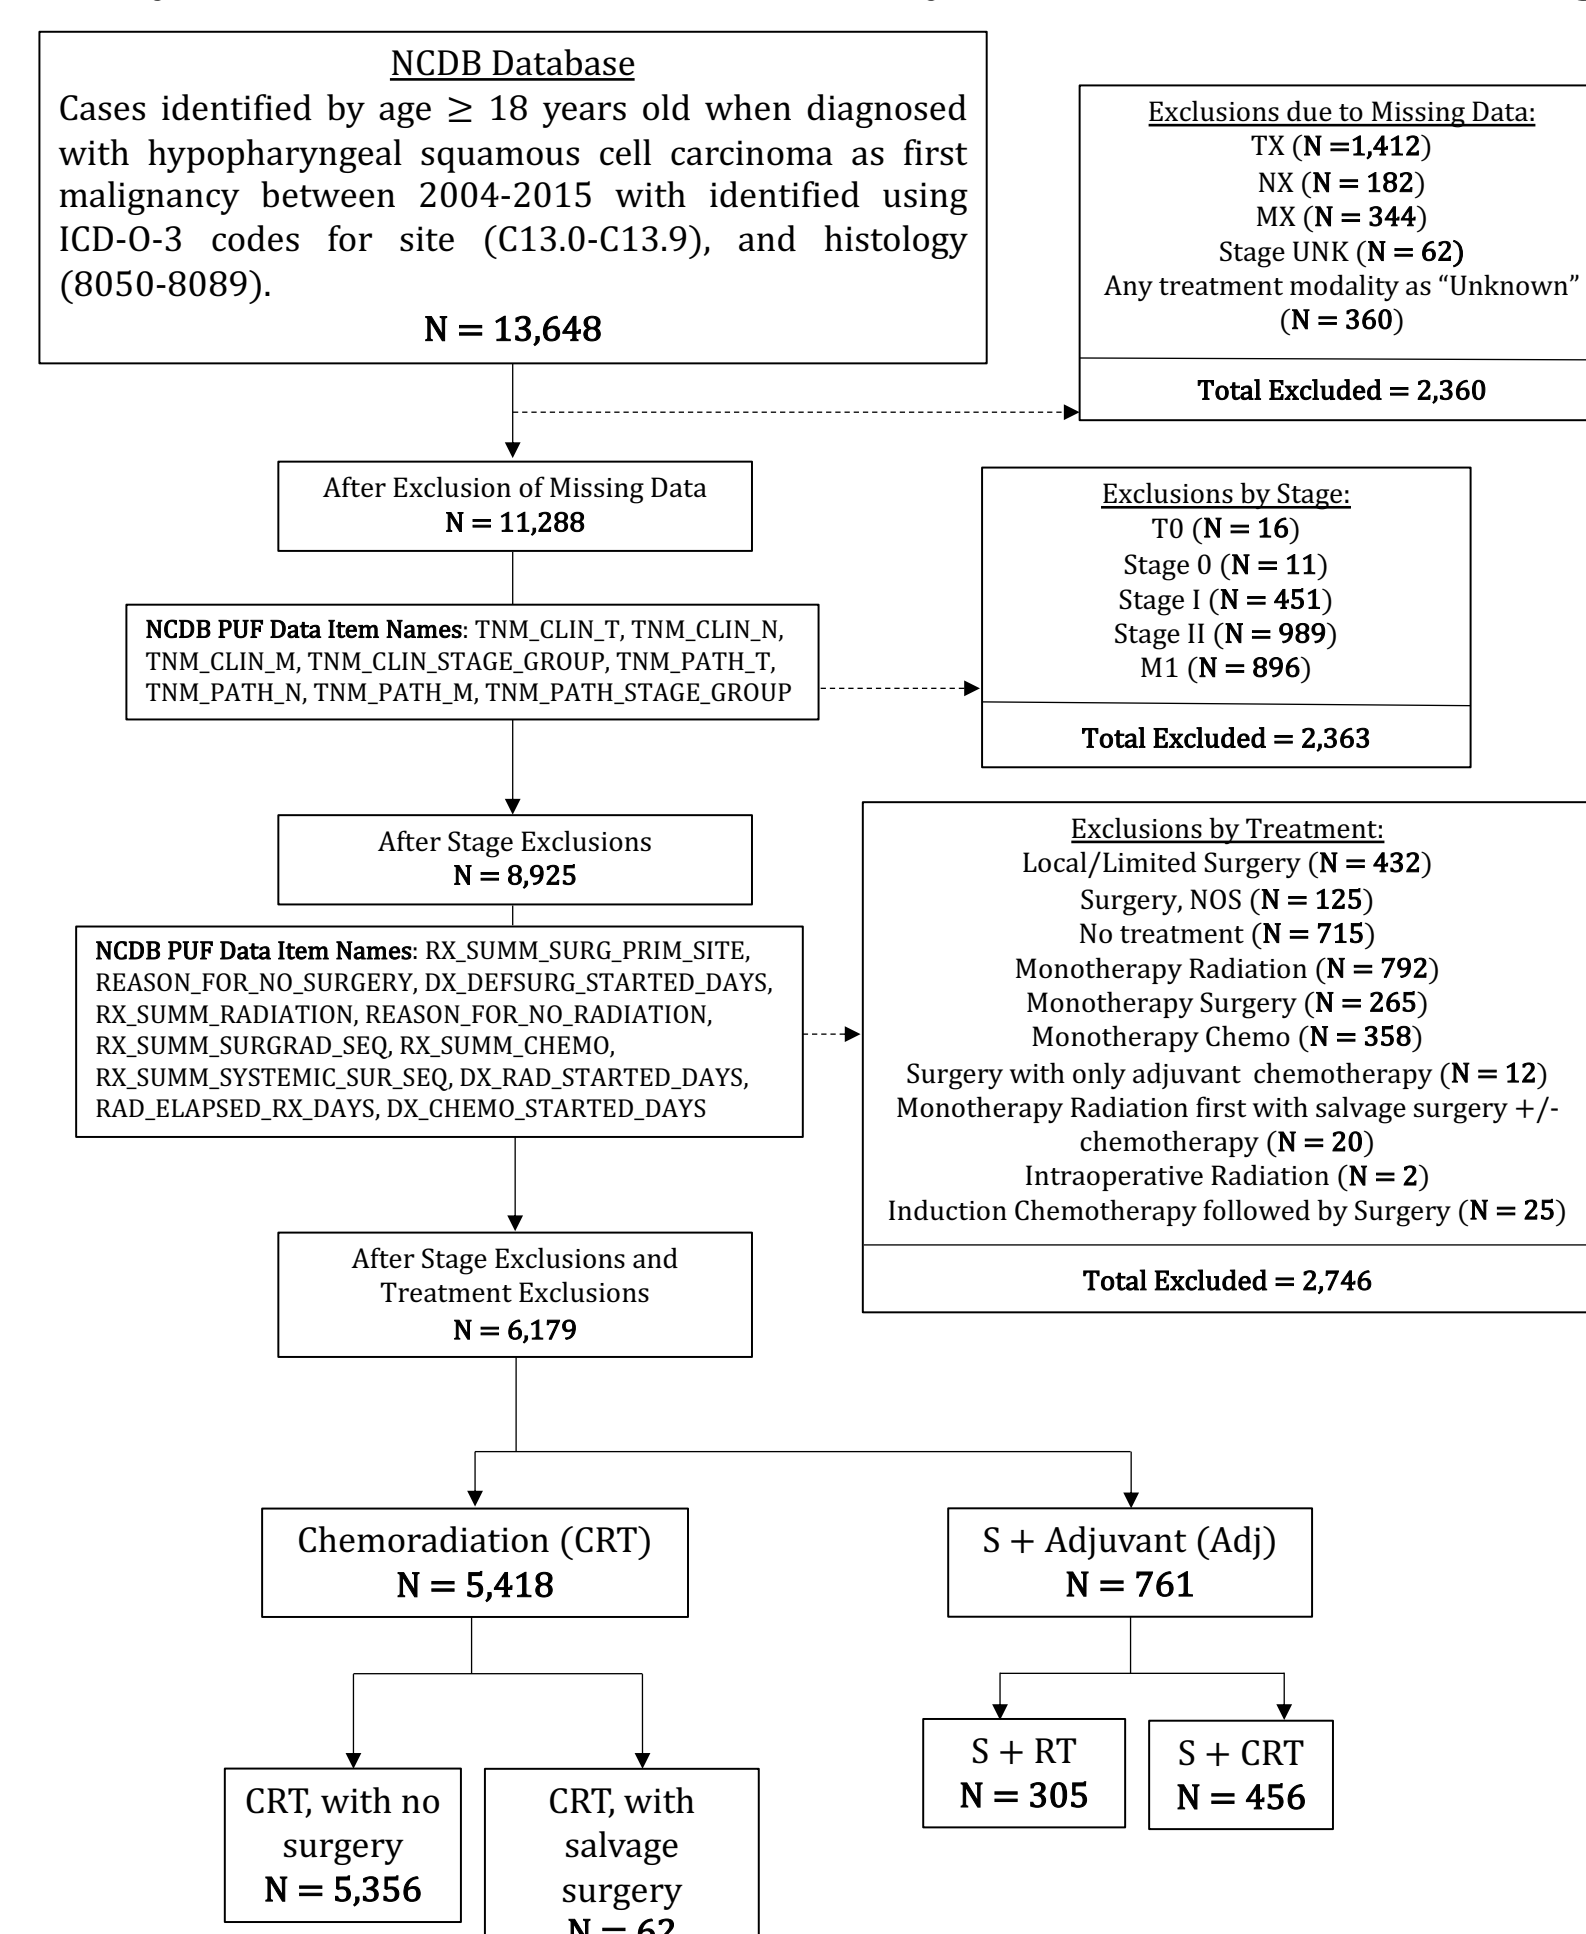 NCDB Database
Cases identified by age ≥ 18 years old when diagnosed
with hypopharyngeal squamous cell carcinoma as first
malignancy between 2004-2015 with identified using
ICD-O-3 codes for site (C13.0-C13.9), and histology
(8050-8089).
N = 13,648
Exclusions due to Missing Data:
TX (N =1,412)
NX (N = 182)
MX (N = 344)
Stage UNK (N = 62)
Any treatment modality as “Unknown”
(N = 360)
Total Excluded = 2,360
After Exclusion of Missing Data
N = 11,288
Exclusions by Stage:
T0 (N = 16)
Stage 0 (N = 11)
Stage I (N = 451)
Stage II (N = 989)
M1 (N = 896)
Total Excluded = 2,363
NCDB PUF Data Item Names: TNM_CLIN_T, TNM_CLIN_N,
TNM_CLIN_M, TNM_CLIN_STAGE_GROUP, TNM_PATH_T,
TNM_PATH_N, TNM_PATH_M, TNM_PATH_STAGE_GROUP
After Stage Exclusions
N = 8,925
Exclusions by Treatment:
Local/Limited Surgery (N = 432)
Surgery, NOS (N = 125)
No treatment (N = 715)
Monotherapy Radiation (N = 792)
Monotherapy Surgery (N = 265)
Monotherapy Chemo (N = 358)
Surgery with only adjuvant  chemotherapy (N = 12)
Monotherapy Radiation first with salvage surgery +/-
chemotherapy (N = 20)
Intraoperative Radiation (N = 2)
Induction Chemotherapy followed by Surgery (N = 25)
Total Excluded = 2,746
NCDB PUF Data Item Names: RX_SUMM_SURG_PRIM_SITE,
REASON_FOR_NO_SURGERY, DX_DEFSURG_STARTED_DAYS,
RX_SUMM_RADIATION, REASON_FOR_NO_RADIATION,
RX_SUMM_SURGRAD_SEQ, RX_SUMM_CHEMO,
RX_SUMM_SYSTEMIC_SUR_SEQ, DX_RAD_STARTED_DAYS,
RAD_ELAPSED_RX_DAYS, DX_CHEMO_STARTED_DAYS
After Stage Exclusions and
Treatment Exclusions
N = 6,179
Chemoradiation (CRT)
N = 5,418
S + Adjuvant (Adj)
N = 761
CRT, with no
surgery
N = 5,356
CRT, with
salvage
surgery
N = 62
S + RT
N = 305
S + CRT
N = 456